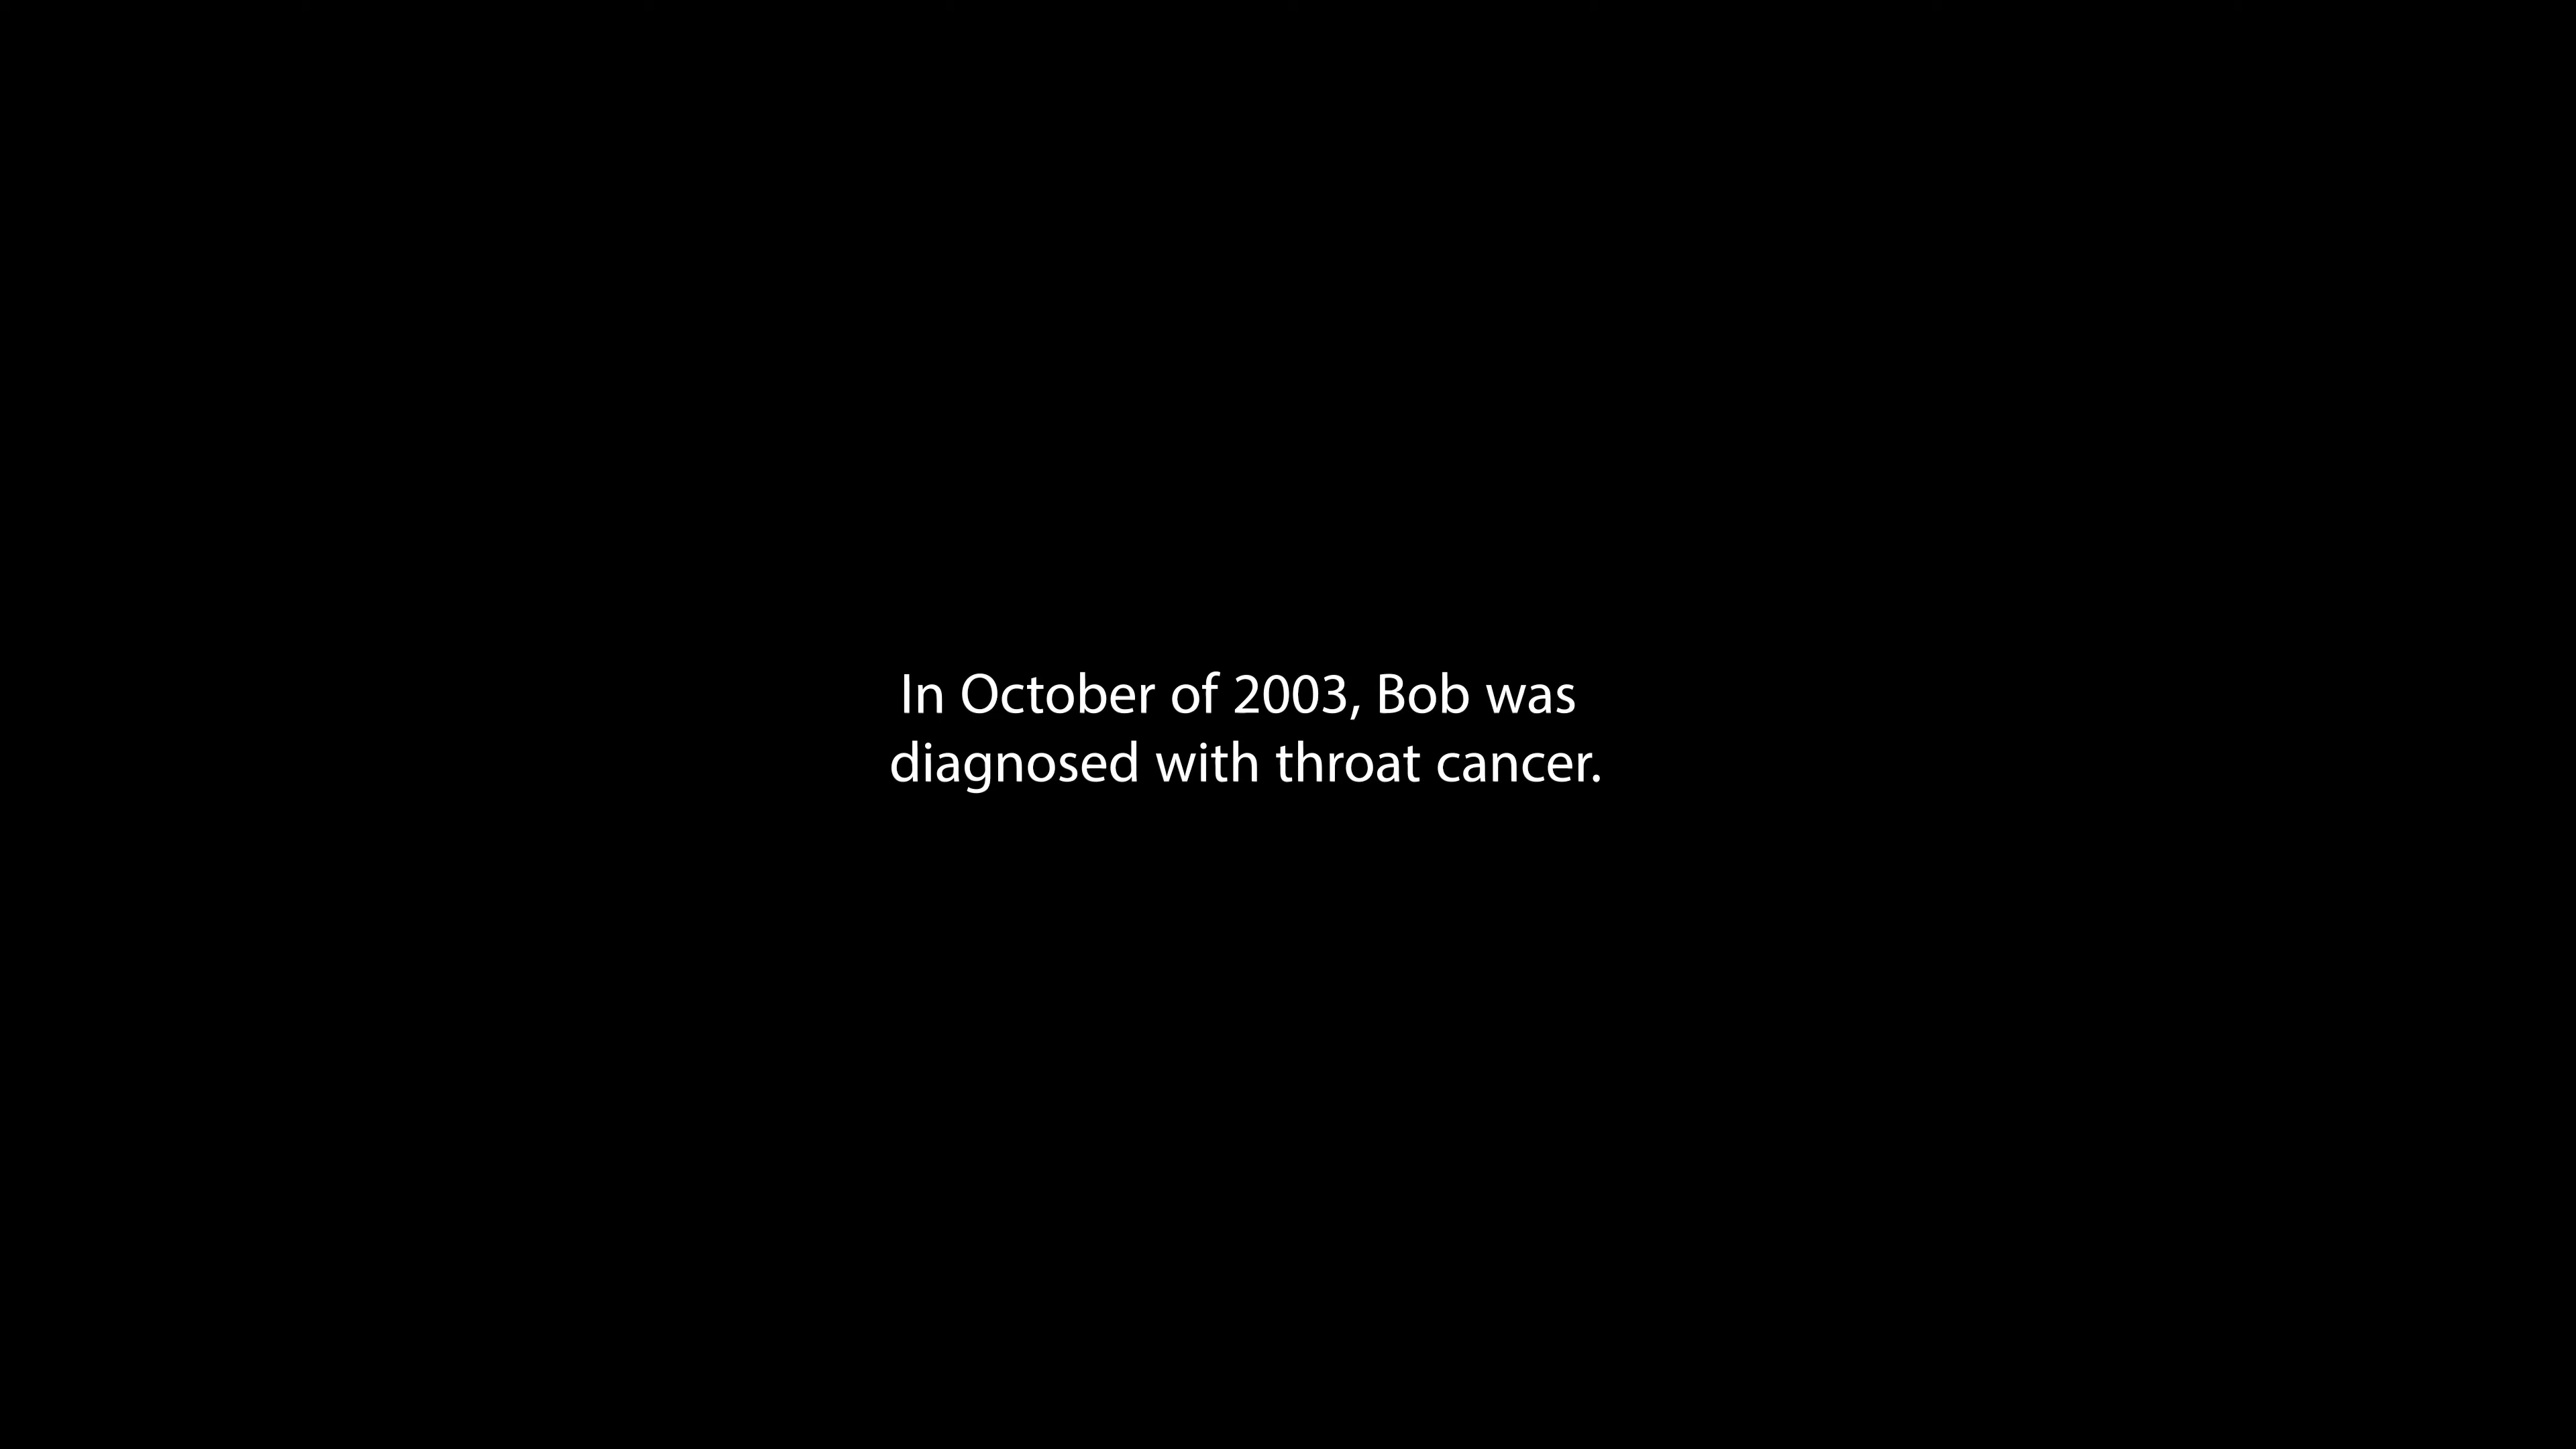 In October of 2003, Bob was
diagnosed with throat cancer.